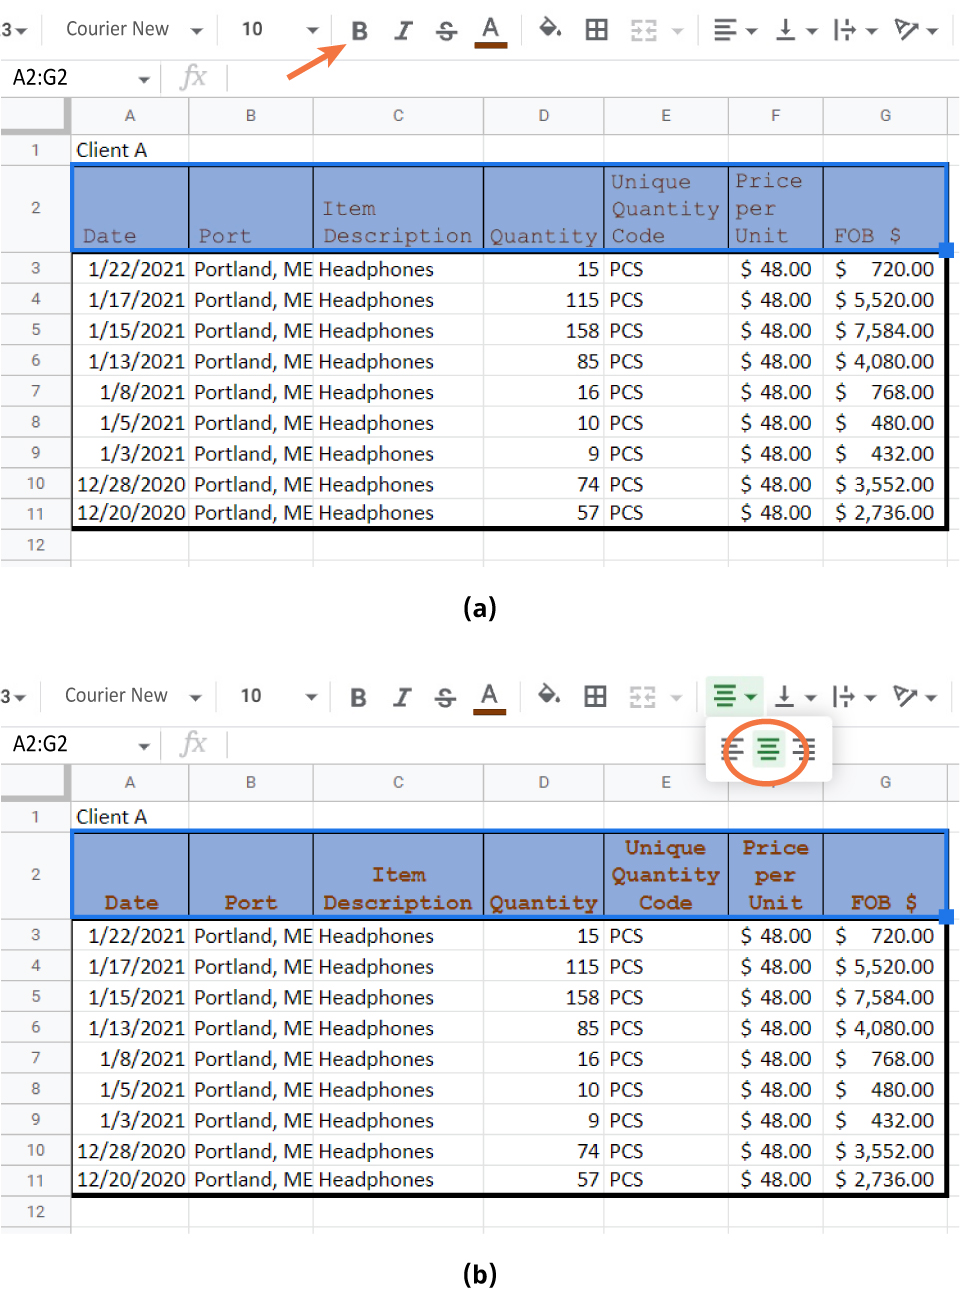 3 Courier New 10 B I S A
A2:G2 fx
A B C D E F G
1 Client A
2 Date Port Item Description Quantity Unique Quantity Code Price per Unit FOB $
3 1/22/2021 Portland, ME Headphones 15 PCS $ 48.00 $ 720.00
4 1/17/2021 Portland, ME Headphones 115 PCS $ 48.00 $ 5,520.00
5 1/15/2021 Portland, ME Headphones 158 PCS $ 48.00 $ 7,584.00
6 1/13/2021 Portland, ME Headphones 85 PCS $ 48.00 $ 4,080.00
7 1/8/2021 Portland, ME Headphones 16 PCS $ 48.00 $ 768.00
8 1/5/2021 Portland, ME Headphones 10 PCS $ 48.00 $ 480.00
9 1/3/2021 Portland, ME Headphones 9 PCS $ 48.00 $ 432.00
10 12/28/2020 Portland, ME Headphones 74 PCS $ 48.00 $ 3,552.00
11 12/20/2020 Portland, ME Headphones 57 PCS $ 48.00 $ 2,736.00
12
(a)
3 Courier New 10 B I S A
A2:G2 fx
A B C D E G
1 Client A
2 Date Port Item Description Quantity Unique Quantity Code Price per Unit FOB $
3 1/22/2021 Portland, ME Headphones 15 PCS $ 48.00 $ 720.00
4 1/17/2021 Portland, ME Headphones 115 PCS $ 48.00 $ 5,520.00
5 1/15/2021 Portland, ME Headphones 158 PCS $ 48.00 $ 7,584.00
6 1/13/2021 Portland, ME Headphones 85 PCS $ 48.00 $ 4,080.00
7 1/8/2021 Portland, ME Headphones 16 PCS $ 48.00 $ 768.00
8 1/5/2021 Portland, ME Headphones 10 PCS $ 48.00 $ 480.00
9 1/3/2021 Portland, ME Headphones 9 PCS $ 48.00 $ 432.00
10 12/28/2020 Portland, ME Headphones 74 PCS $ 48.00 $ 3,552.00
11 12/20/2020 Portland, ME Headphones 57 PCS $ 48.00 $ 2,736.00
12
(b)